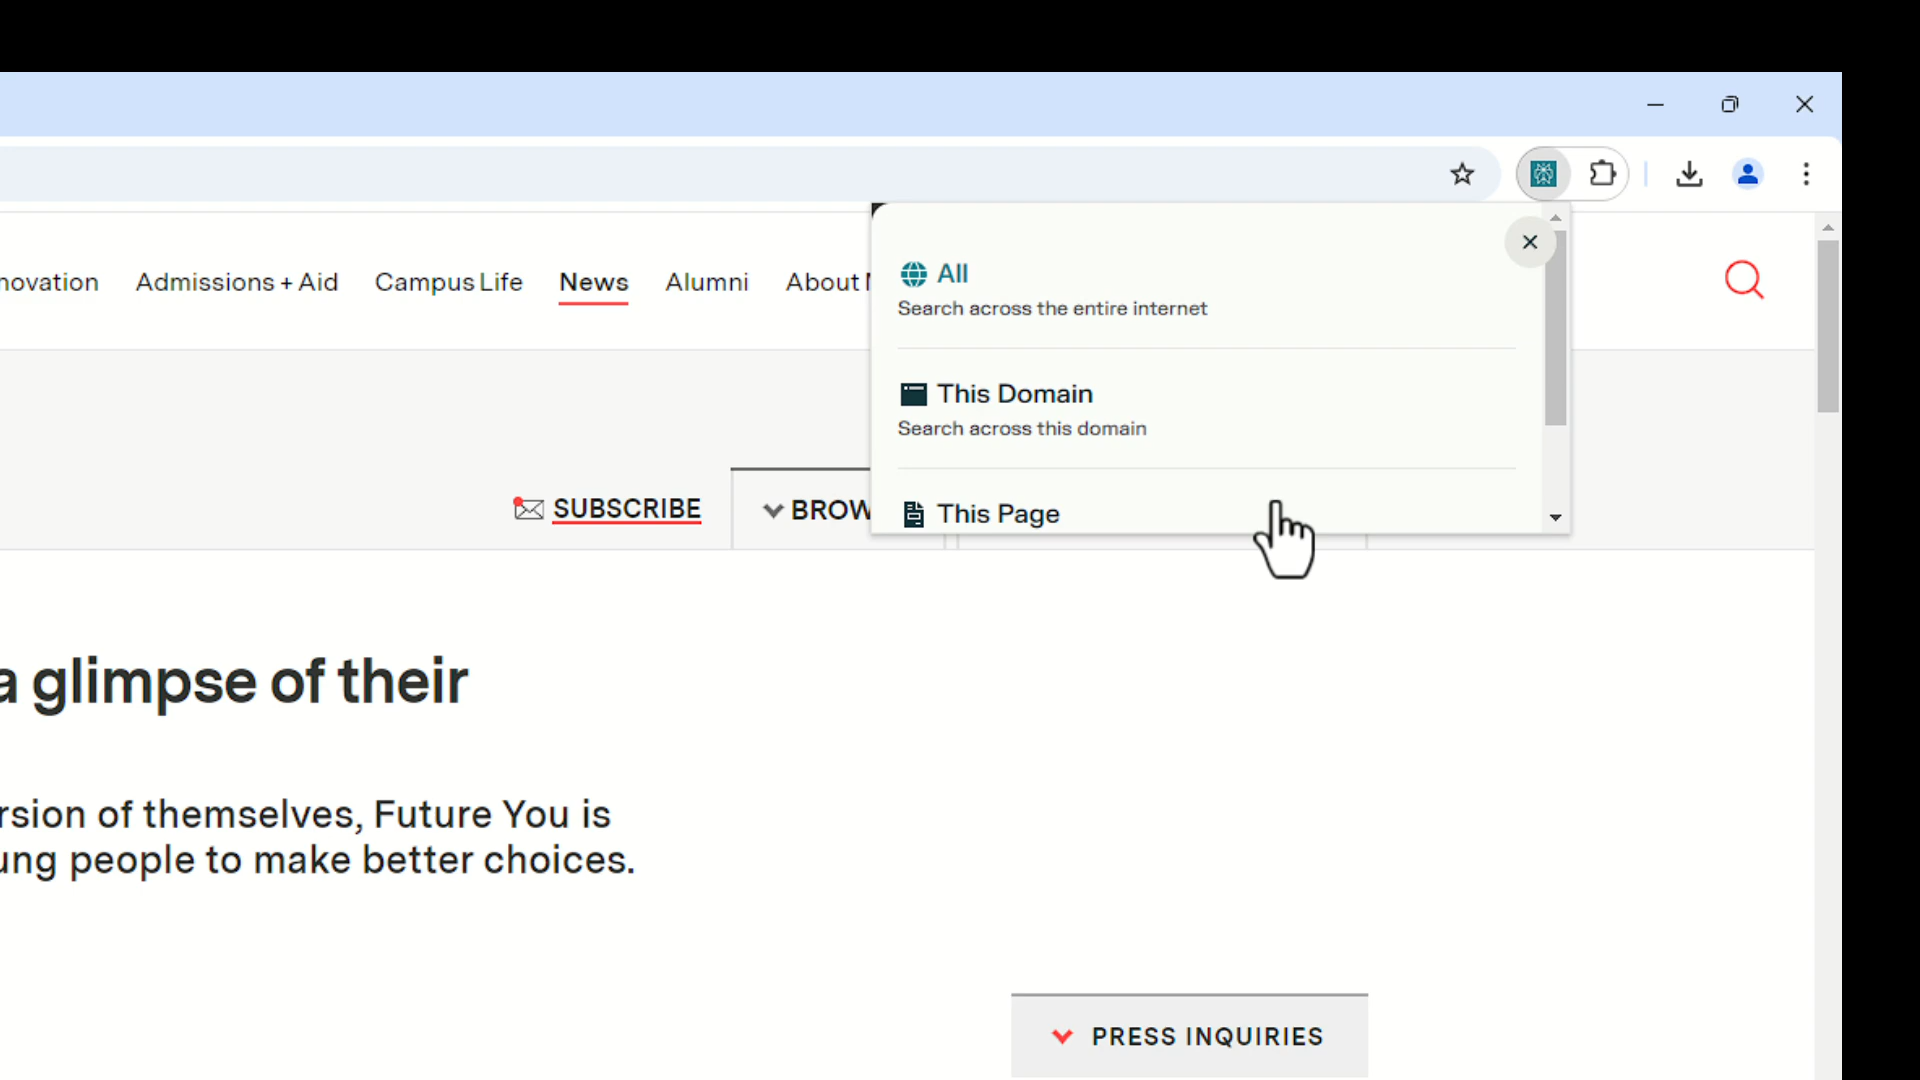 novation Admissions + Aid Campus Life News Alumni About
All
Search across the entire internet
This Domain
Search across this domain
This Page
SUBSCRIBE
BROW
a glimpse of their
rsion of themselves, Future You is
ung people to make better choices.
PRESS INQUIRIES